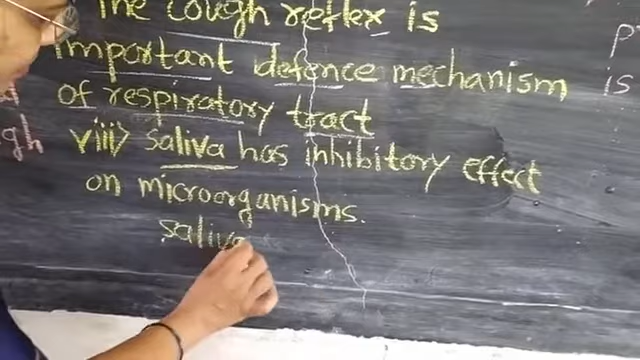 The cough reflex is
important defence mechanism
of respiratory tract
viii> saliva has inhibitory effect
on microorganisms.
saliva